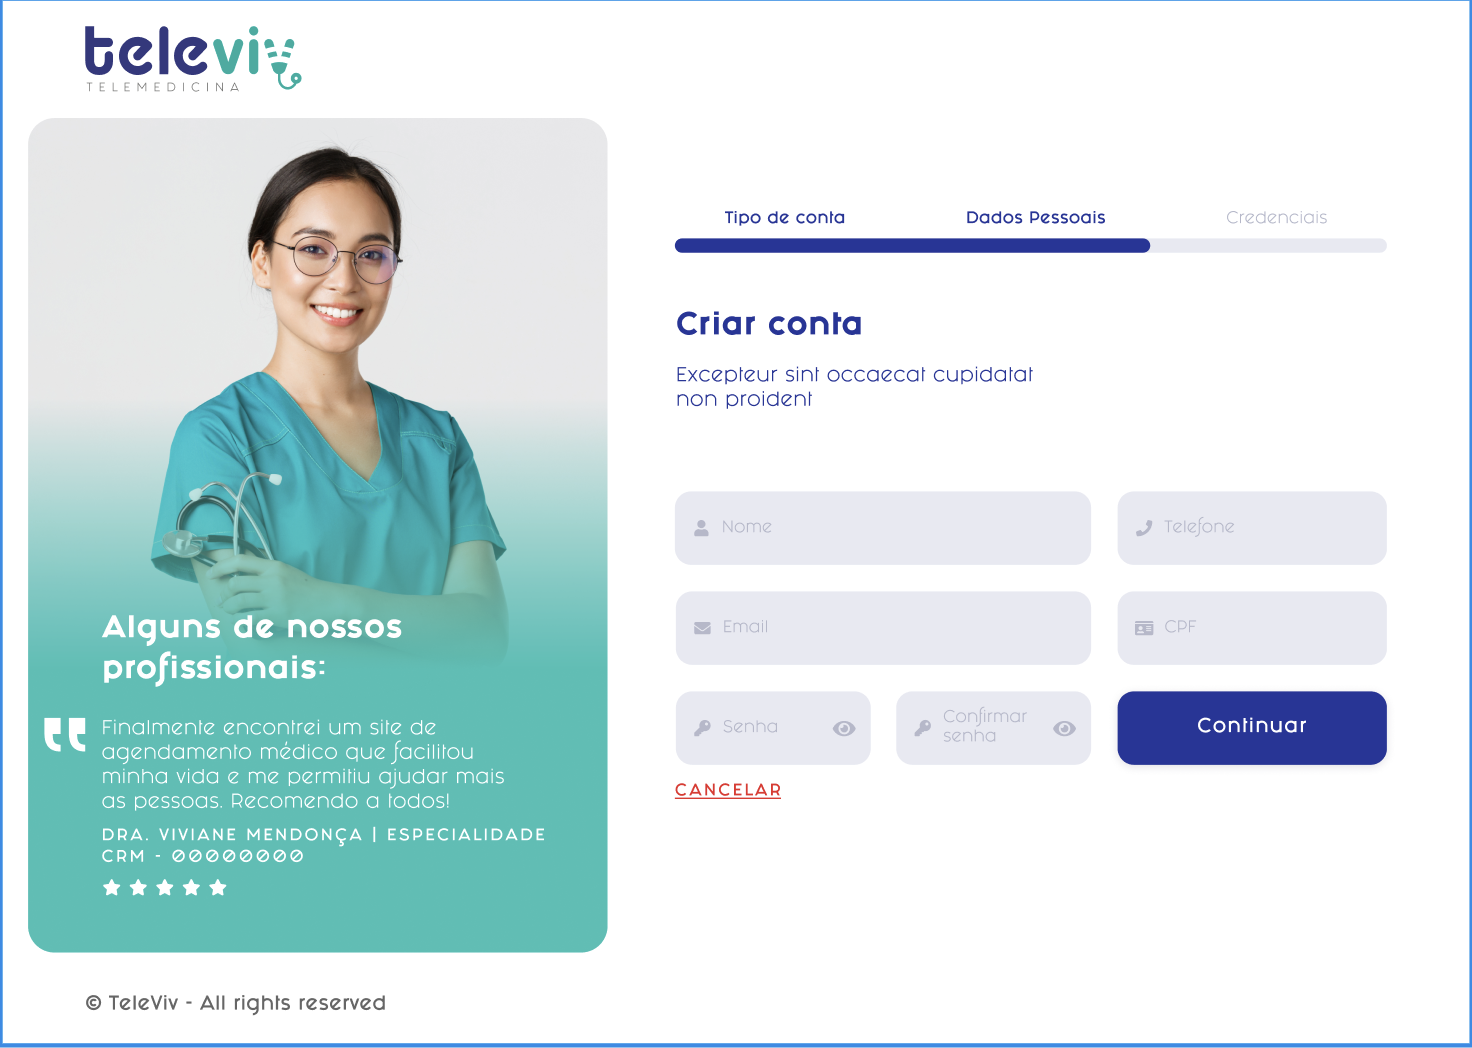 televiv
TELEMEDICINA
Tipo de conta
Dados Pessoais
Credenciais
Criar conta
Excepteur sint occaecat cupidatat
non proident
Nome
Telefone
Email
CPF
Senha
Confirmar
senha
Continuar
CANCELAR
Alguns de nossos
profissionais:
Finalmente encontrei um site de
agendamento médico que facilitou
minha vida e me permitiu ajudar mais
as pessoas. Recomendo a todos!
DRA. VIVIANE MENDONÇA | ESPECIALIDADE
CRM - 00000000
© TeleViv - All rights reserved